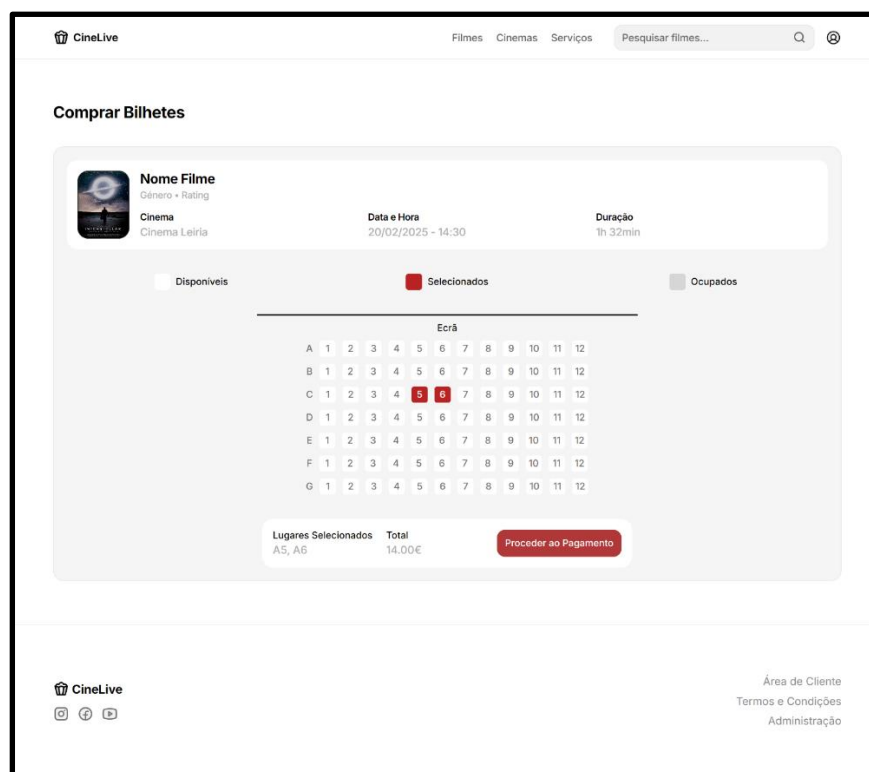 CineLive Filmes Cinemas Serviços Pesquisar filmes...
Comprar Bilhetes
Nome Filme
Género • Rating
Cinema Data e Hora Duração
Cinema Leiria 20/02/2025 - 14:30 1h 32min
Disponíveis Selecionados Ocupados
Ecrã
A 1 2 3 4 5 6 7 8 9 10 11 12
B 1 2 3 4 5 6 7 8 9 10 11 12
C 1 2 3 4 5 6 7 8 9 10 11 12
D 1 2 3 4 5 6 7 8 9 10 11 12
E 1 2 3 4 5 6 7 8 9 10 11 12
F 1 2 3 4 5 6 7 8 9 10 11 12
G 1 2 3 4 5 6 7 8 9 10 11 12
Lugares Selecionados Total
A5, A6 14.00€
Proceder ao Pagamento
CineLive
Área de Cliente
Termos e Condições
Administração